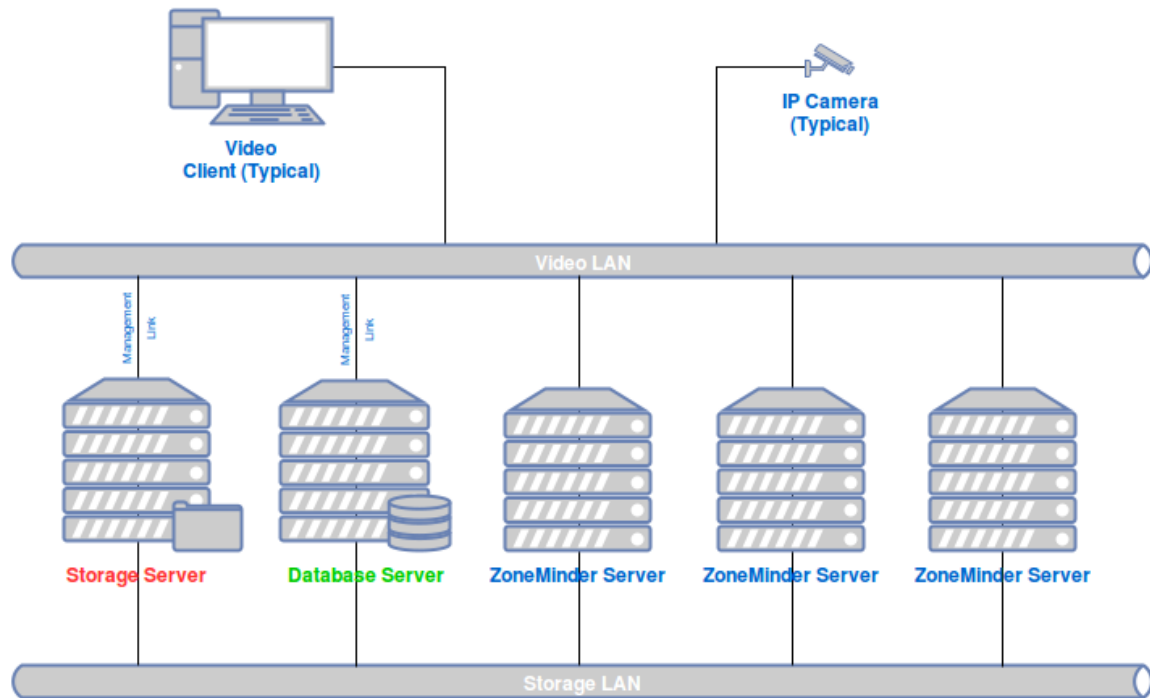 Video
Client (Typical)
IP Camera
(Typical)
Video LAN
Management
Link
Management
Link
Storage Server
Database Server
ZoneMinder Server
ZoneMinder Server
ZoneMinder Server
Storage LAN